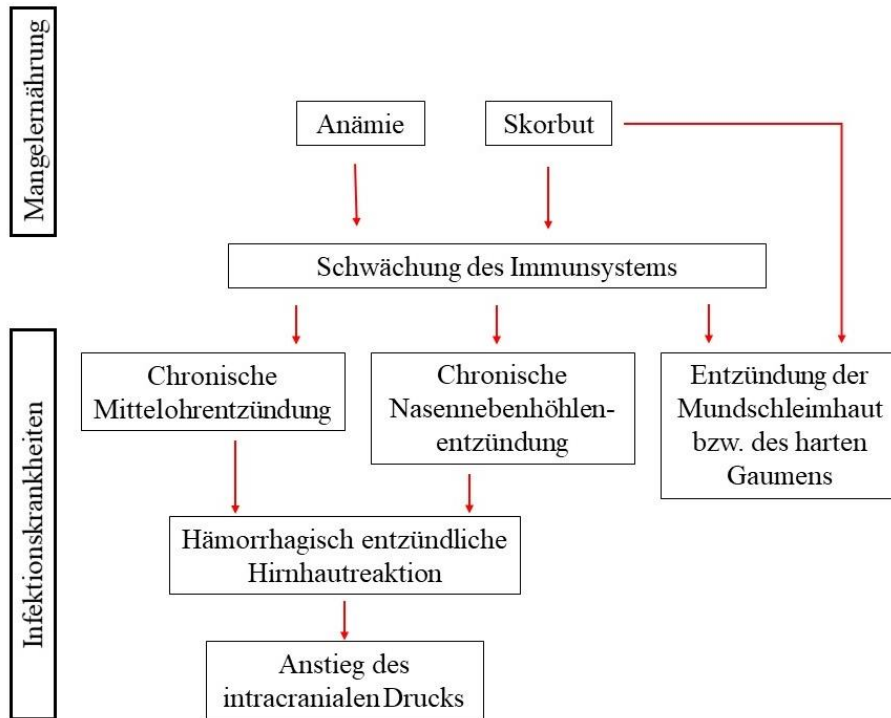 Mangelernährung
Anämie
Skorbut
Schwächung des Immunsystems
Infektionskrankheiten
Chronische
Mittelohrentzündung
Chronische
Nasennebenhöhlen-
entzündung
Entzündung der
Mundschleimhaut
bzw. des harten
Gaumens
Hämorrhagisch entzündliche
Hirnhautreaktion
Anstieg des
intracranialen Drucks